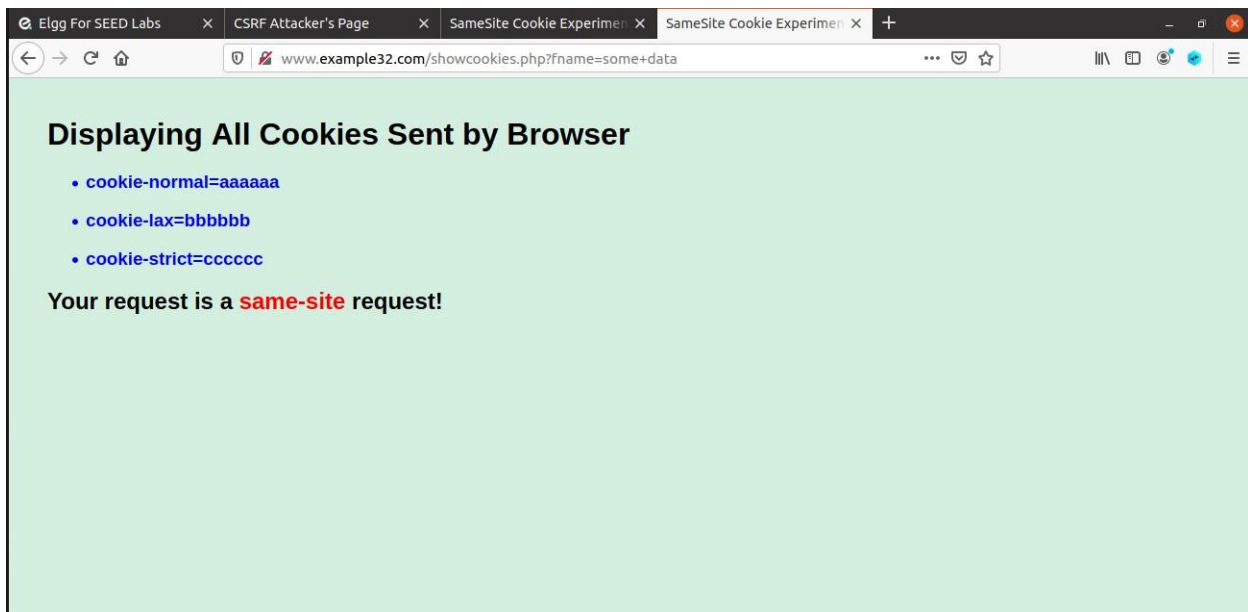 Elgg For SEED Labs
CSRF Attacker's Page
SameSite Cookie Experimen
SameSite Cookie Experimen
www.example32.com/showcookies.php?fname=some+data
Displaying All Cookies Sent by Browser
• cookie-normal=aaaaaa
• cookie-lax=bbbbbb
• cookie-strict=cccccc
Your request is a same-site request!